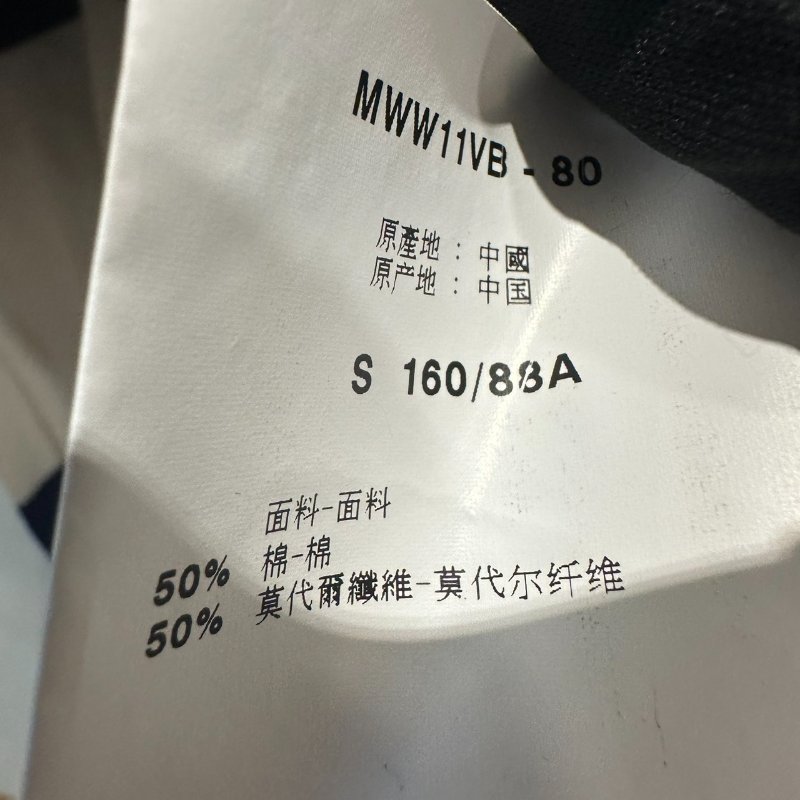 MWW11VB - 80
原產地 : 中國
原产地 : 中国
S 160/88A
面料-面料
50% 棉-棉
50% 莫代爾纖維-莫代尔纤维